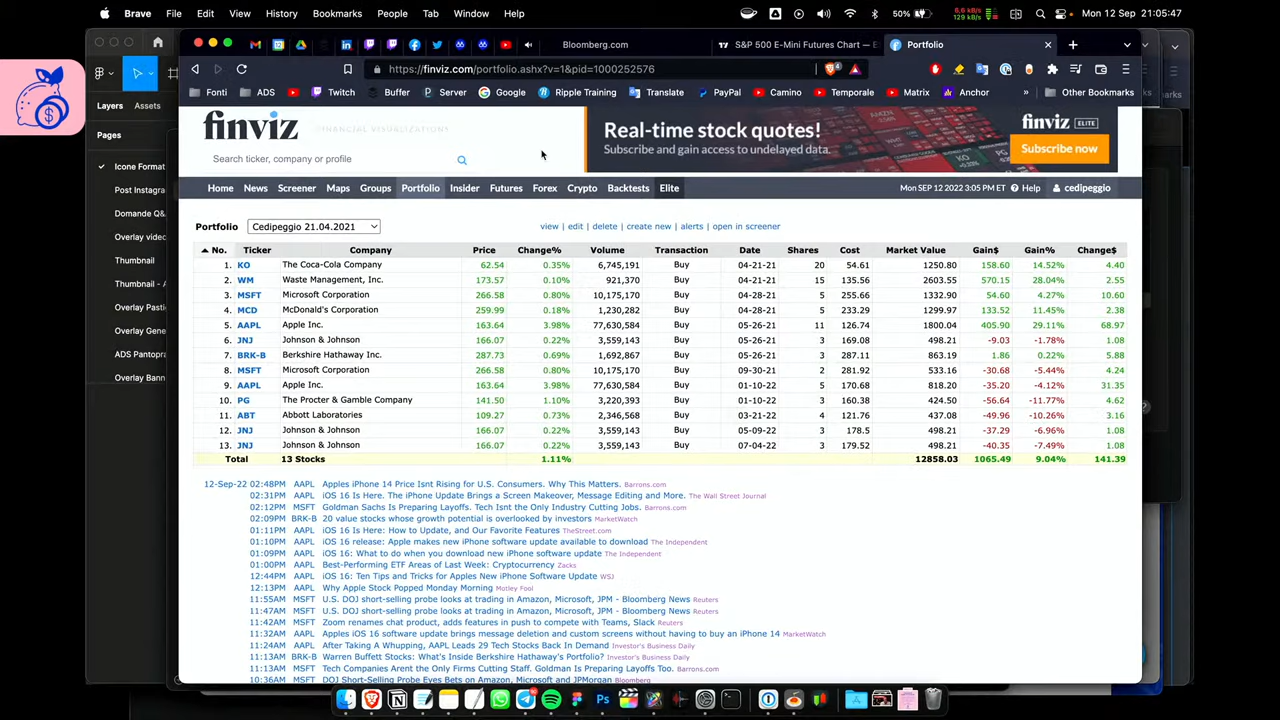 Brave File Edit View History Bookmarks People Tab Window Help 50% 6,6 kB/s 129 kB/s Mon 12 Sep 21:05:47
Bloomberg.com S&P 500 E-Mini Futures Chart — E Portfolio
https://finviz.com/portfolio.ashx?v=1&pid=1000252576
Fonti ADS Twitch Buffer Server Google Ripple Training Translate PayPal Camino Temporale Matrix Anchor » Other Bookmarks
Layers Assets
Pages
Icone Format
Post Instagra
Domande Q&
Overlay video
Thumbnail
Thumbnail - A
Overlay Pasti
Overlay Gene
ADS Pantopra
Overlay Bann
finviz FINANCIAL VISUALIZATIONS
Search ticker, company or profile
Real-time stock quotes!
Subscribe and gain access to undelayed data.
finviz ELITE
Subscribe now
Home News Screener Maps Groups Portfolio Insider Futures Forex Crypto Backtests Elite Mon SEP 12 2022 3:05 PM ET Help cedipeggio
Portfolio Cedipeggio 21.04.2021 view | edit | delete | create new | alerts | open in screener
No. Ticker Company Price Change% Volume Transaction Date Shares Cost Market Value Gain$ Gain% Change$
1. KO The Coca-Cola Company 62.54 0.35% 6,745,191 Buy 04-21-21 20 54.61 1250.80 158.60 14.52% 4.40
2. WM Waste Management, Inc. 173.57 0.10% 921,370 Buy 04-21-21 15 135.56 2603.55 570.15 28.04% 2.55
3. MSFT Microsoft Corporation 266.58 0.80% 10,175,170 Buy 04-28-21 5 255.66 1332.90 54.60 4.27% 10.60
4. MCD McDonald's Corporation 259.99 0.18% 1,230,282 Buy 04-28-21 5 233.29 1299.97 133.52 11.45% 2.38
5. AAPL Apple Inc. 163.64 3.98% 77,630,584 Buy 05-26-21 11 126.74 1800.04 405.90 29.11% 68.97
6. JNJ Johnson & Johnson 166.07 0.22% 3,559,143 Buy 05-26-21 3 169.08 498.21 -9.03 -1.78% 1.08
7. BRK-B Berkshire Hathaway Inc. 287.73 0.69% 1,692,867 Buy 05-26-21 3 287.11 863.19 1.86 0.22% 5.88
8. MSFT Microsoft Corporation 266.58 0.80% 10,175,170 Buy 09-30-21 2 281.92 533.16 -30.68 -5.44% 4.24
9. AAPL Apple Inc. 163.64 3.98% 77,630,584 Buy 01-10-22 5 170.68 818.20 -35.20 -4.12% 31.35
10. PG The Procter & Gamble Company 141.50 1.10% 3,220,393 Buy 01-10-22 3 160.38 424.50 -56.64 -11.77% 4.62
11. ABT Abbott Laboratories 109.27 0.73% 2,346,568 Buy 03-21-22 4 121.76 437.08 -49.96 -10.26% 3.16
12. JNJ Johnson & Johnson 166.07 0.22% 3,559,143 Buy 05-09-22 3 178.5 498.21 -37.29 -6.96% 1.08
13. JNJ Johnson & Johnson 166.07 0.22% 3,559,143 Buy 07-04-22 3 179.52 498.21 -40.35 -7.49% 1.08
Total 13 Stocks 1.11% 12858.03 1065.49 9.04% 141.39
12-Sep-22 02:48PM AAPL Apples iPhone 14 Price Isnt Rising for U.S. Consumers. Why This Matters. Barrons.com
02:31PM AAPL iOS 16 Is Here. The iPhone Update Brings a Screen Makeover, Message Editing and More. The Wall Street Journal
02:12PM MSFT Goldman Sachs Is Preparing Layoffs. Tech Isnt the Only Industry Cutting Jobs. Barrons.com
02:09PM BRK-B 20 value stocks whose growth potential is overlooked by investors MarketWatch
01:11PM AAPL iOS 16 Is Here: How to Update, and Our Favorite Features TheStreet.com
01:10PM AAPL iOS 16 release: Apple makes new iPhone software update available to download The Independent
01:09PM AAPL iOS 16: What to do when you download new iPhone software update The Independent
01:00PM AAPL Best-Performing ETF Areas of Last Week: Cryptocurrency Zacks
12:44PM AAPL iOS 16: Ten Tips and Tricks for Apples New iPhone Software Update WSJ
12:13PM AAPL Why Apple Stock Popped Monday Morning Motley Fool
11:55AM MSFT U.S. DOJ short-selling probe looks at trading in Amazon, Microsoft, JPM - Bloomberg News Reuters
11:47AM MSFT U.S. DOJ short-selling probe looks at trading in Amazon, Microsoft, JPM - Bloomberg News Reuters
11:42AM MSFT Zoom renames chat product, adds features in push to compete with Teams, Slack Reuters
11:32AM AAPL Apples iOS 16 software update brings message deletion and custom screens without having to buy an iPhone 14 MarketWatch
11:24AM AAPL After Taking A Whupping, AAPL Leads 29 Tech Stocks Back In Demand Investor's Business Daily
11:13AM BRK-B Warren Buffett Stocks: What's Inside Berkshire Hathaway's Portfolio? Investor's Business Daily
11:13AM MSFT Tech Companies Arent the Only Firms Cutting Staff. Goldman Is Preparing Layoffs Too. Barrons.com
10:36AM MSFT DOJ Short-Selling Probe Eyes Bets on Amazon, Microsoft and JPMorgan Bloomberg